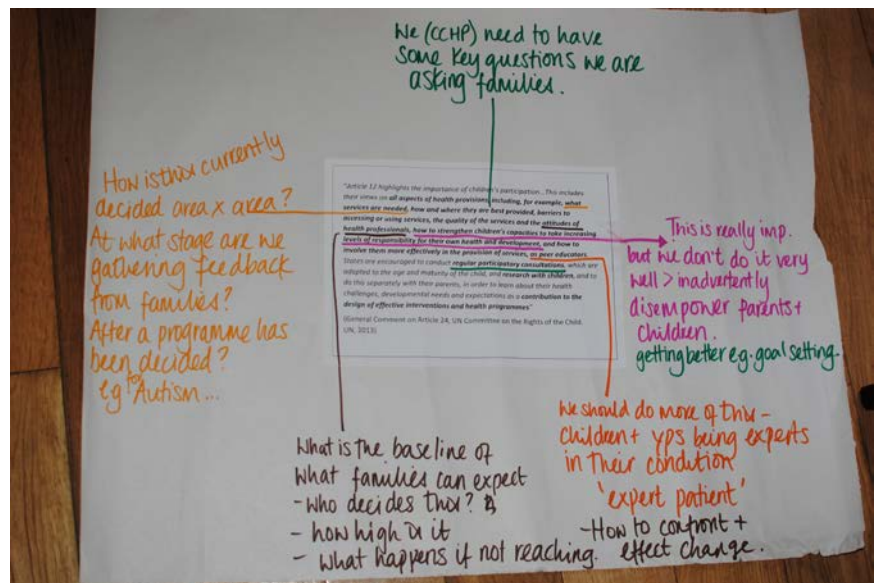 We (CCHP) need to have
some key questions we are
asking families.
How is this currently
decided area x area?
At what stage are we
gathering feedback
from families?
After a programme has
been decided?
eg for Autism...
"Article 12 highlights the importance of children's participation . This includes
their views on all aspects of health provisions, including, for example, what
services are needed, how and where they are best provided, barriers to
accessing or using services, the quality of the services and the attitudes of
health professionals, how to strengthen children's capacities to take increasing
levels of responsibility for their own health and development, and how to
involve them more effectively in the provision of services, as peer educators.
States are encouraged to conduct regular participatory consultations, which are
adapted to the age and maturity of the child, and research with children, and to
do this separately with their parents, in order to learn about their health
challenges, developmental needs and expectations as a contribution to the
design of effective interventions and health programmes"
(General Comment on Article 24, UN Committee on the Rights of the Child.
UN, 2013)
This is really imp.
but we don't do it very
well > inadvertently
disempower parents +
children.
getting better eg. goal setting.
What is the baseline of
what families can expect
- who decides this?
- how high is it
- what happens if not reaching.
We should do more of this -
children + yps being experts
in their condition
'expert patient'
- How to confront +
effect change.